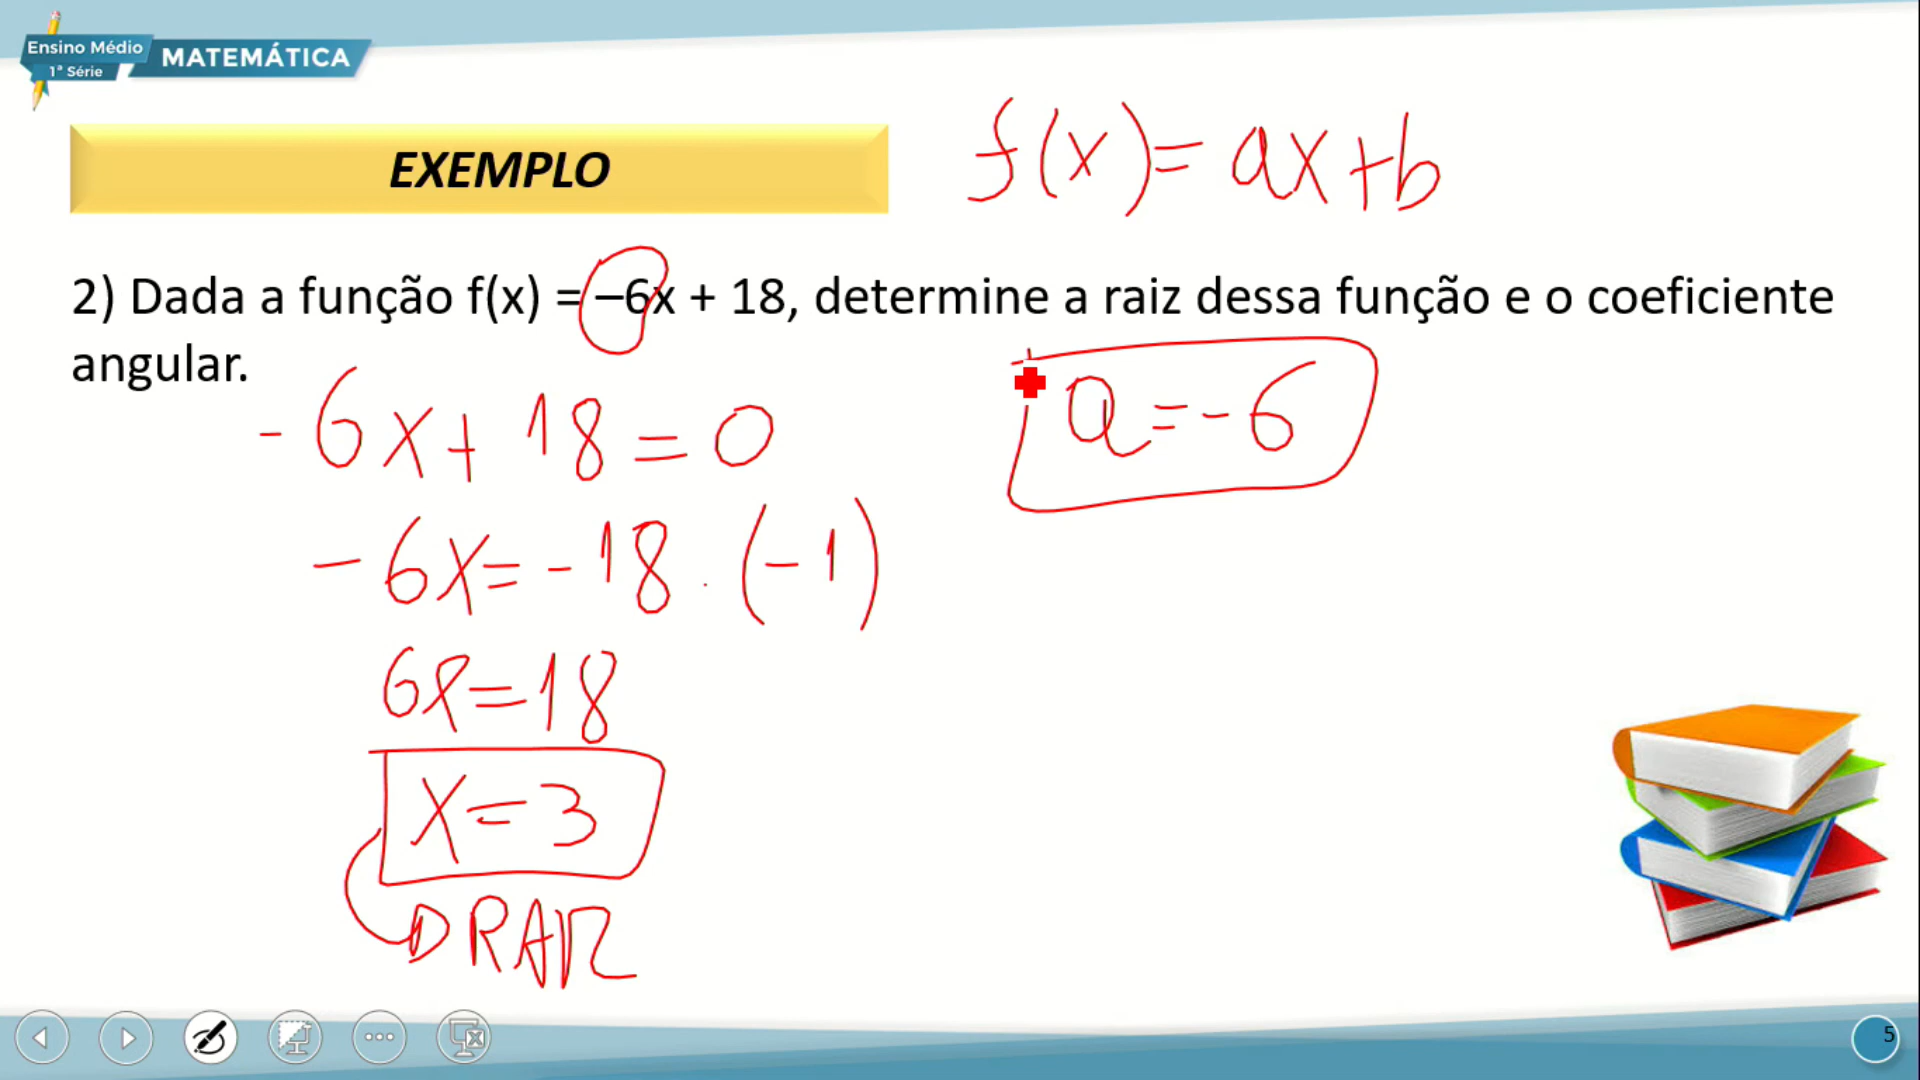 Ensino Médio
1ª Série
MATEMÁTICA
EXEMPLO
f(x) = ax + b
2) Dada a função f(x) = –6x + 18, determine a raiz dessa função e o coeficiente
angular.
a = - 6
- 6x + 18 = 0
- 6x = - 18 . (- 1)
6x = 18
x = 3
RAIZ
5